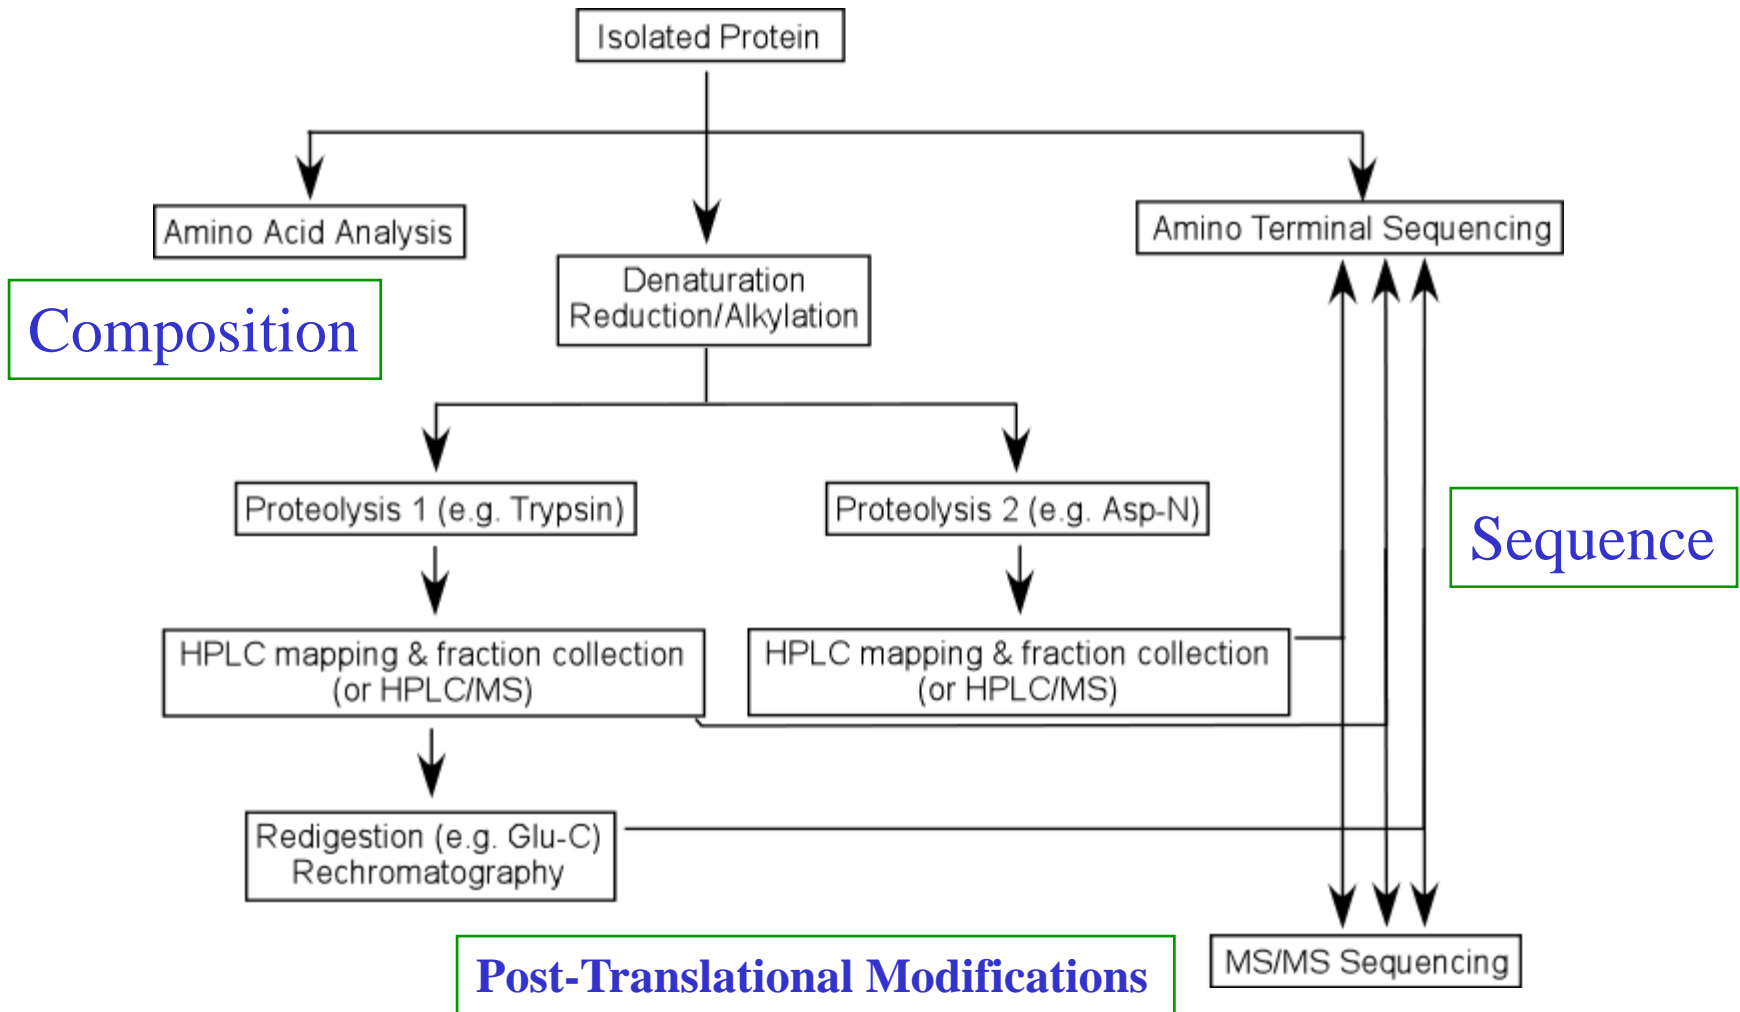 Isolated Protein
Amino Acid Analysis
Amino Terminal Sequencing
Denaturation
Reduction/Alkylation
Composition
Proteolysis 1 (e.g. Trypsin)
Proteolysis 2 (e.g. Asp-N)
Sequence
HPLC mapping & fraction collection
(or HPLC/MS)
HPLC mapping & fraction collection
(or HPLC/MS)
Redigestion (e.g. Glu-C)
Rechromatography
Post-Translational Modifications
MS/MS Sequencing